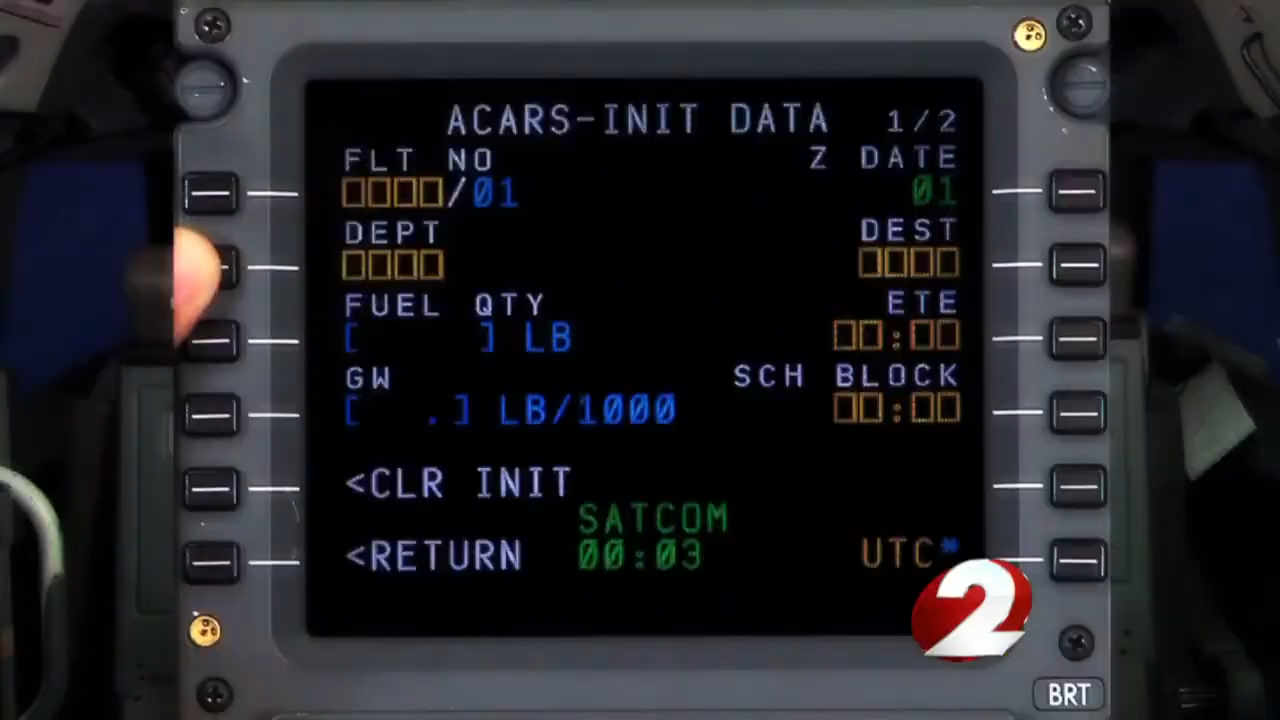 ACARS-INIT DATA 1/2
FLT NO Z DATE
▯▯▯▯/01 01
DEPT DEST
▯▯▯▯ ▯▯▯▯
FUEL QTY ETE
[ ] LB ▯▯:▯▯
GW SCH BLOCK
[ .] LB/1000 ▯▯:▯▯
<CLR INIT
SATCOM
<RETURN 00:03 UTC*
2
BRT